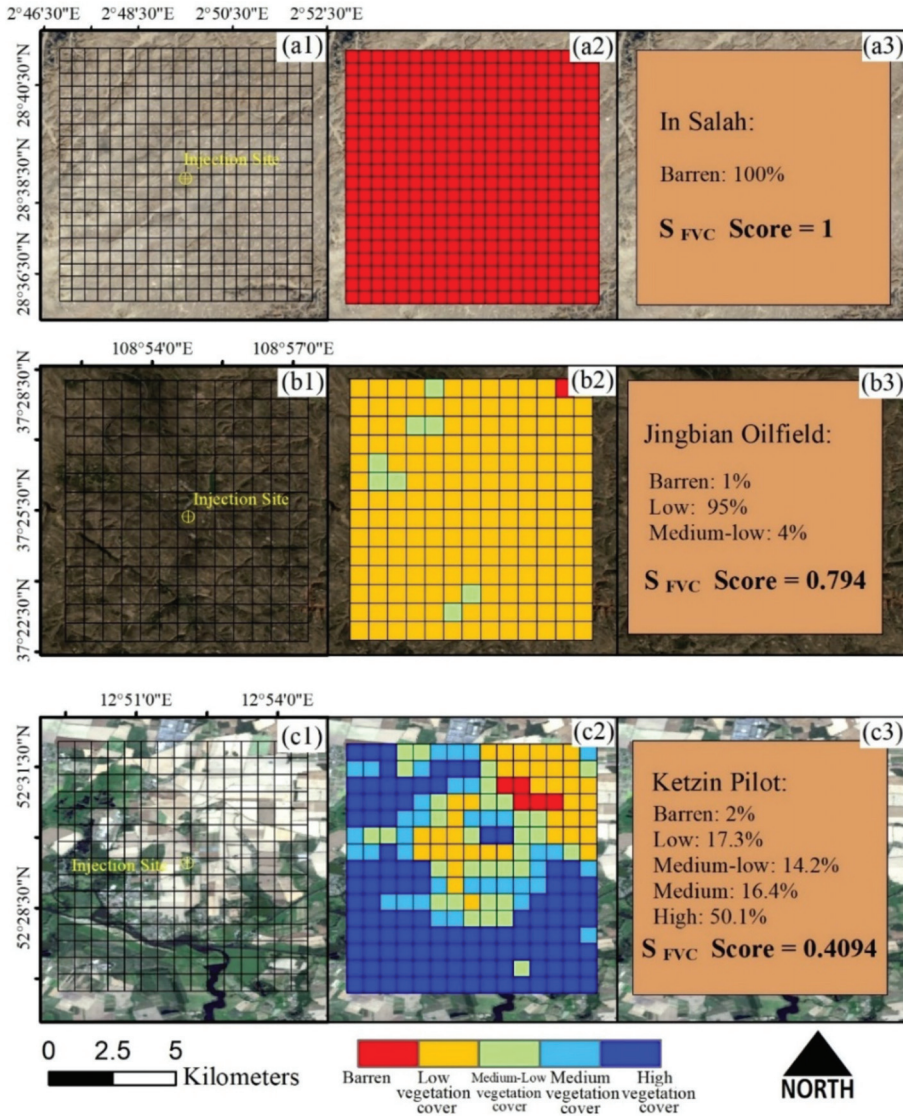 2°46'30"E 2°48'30"E 2°50'30"E 2°52'30"E
28°40'30"N
28°38'30"N
28°36'30"N
(a1)
Injection Site
(a2)
(a3)
In Salah:
Barren: 100%
S FVC Score = 1
108°54'0"E 108°57'0"E
37°28'30"N
37°25'30"N
37°22'30"N
(b1)
Injection Site
(b2)
(b3)
Jingbian Oilfield:
Barren: 1%
Low: 95%
Medium-low: 4%
S FVC Score = 0.794
12°51'0"E 12°54'0"E
52°31'30"N
52°28'30"N
(c1)
Injection Site
(c2)
(c3)
Ketzin Pilot:
Barren: 2%
Low: 17.3%
Medium-low: 14.2%
Medium: 16.4%
High: 50.1%
S FVC Score = 0.4094
0 2.5 5
Kilometers
Barren
Low
vegetation
cover
Medium-Low
vegetation
cover
Medium
vegetation
cover
High
vegetation
cover
NORTH